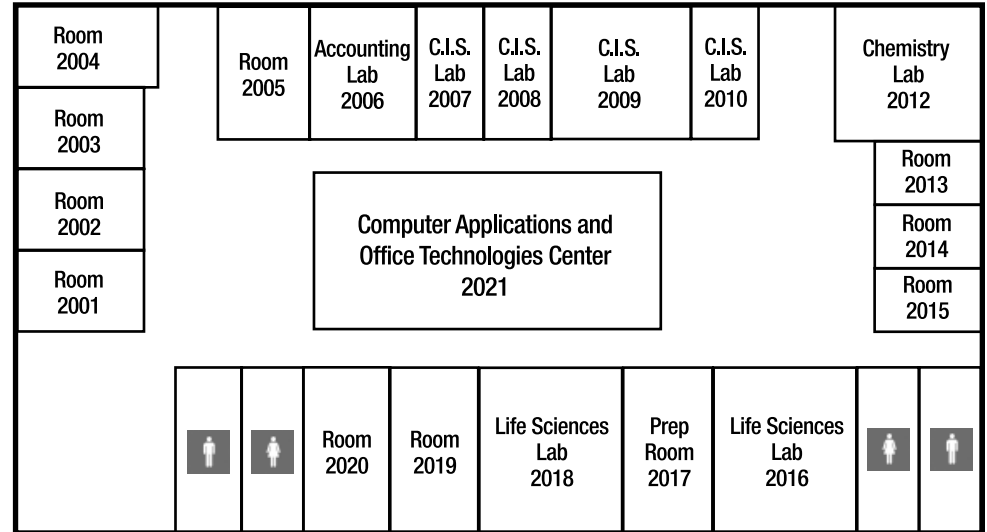 Room
2004
Room
2003
Room
2002
Room
2001
Room
2005
Accounting
Lab
2006
C.I.S.
Lab
2007
C.I.S.
Lab
2008
C.I.S.
Lab
2009
C.I.S.
Lab
2010
Chemistry
Lab
2012
Room
2013
Room
2014
Room
2015
Computer Applications and
Office Technologies Center
2021
Room
2020
Room
2019
Life Sciences
Lab
2018
Prep
Room
2017
Life Sciences
Lab
2016